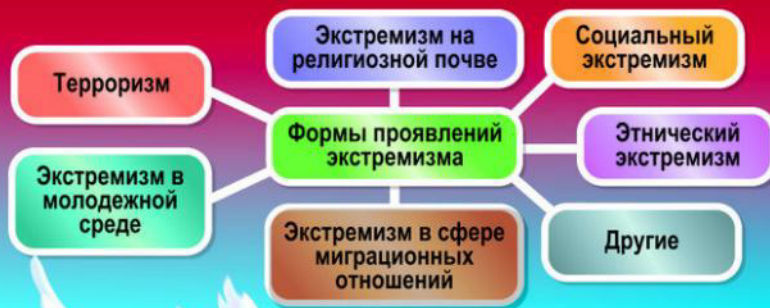 Экстремизм на
религиозной почве
Социальный
экстремизм
Терроризм
Формы проявлений
экстремизма
Этнический
экстремизм
Экстремизм в
молодежной
среде
Экстремизм в сфере
миграционных
отношений
Другие